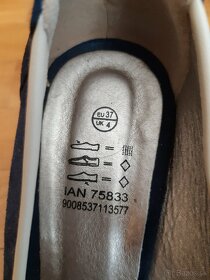 EU 37
UK 4
=
=
=
IAN 75833
9008537113577